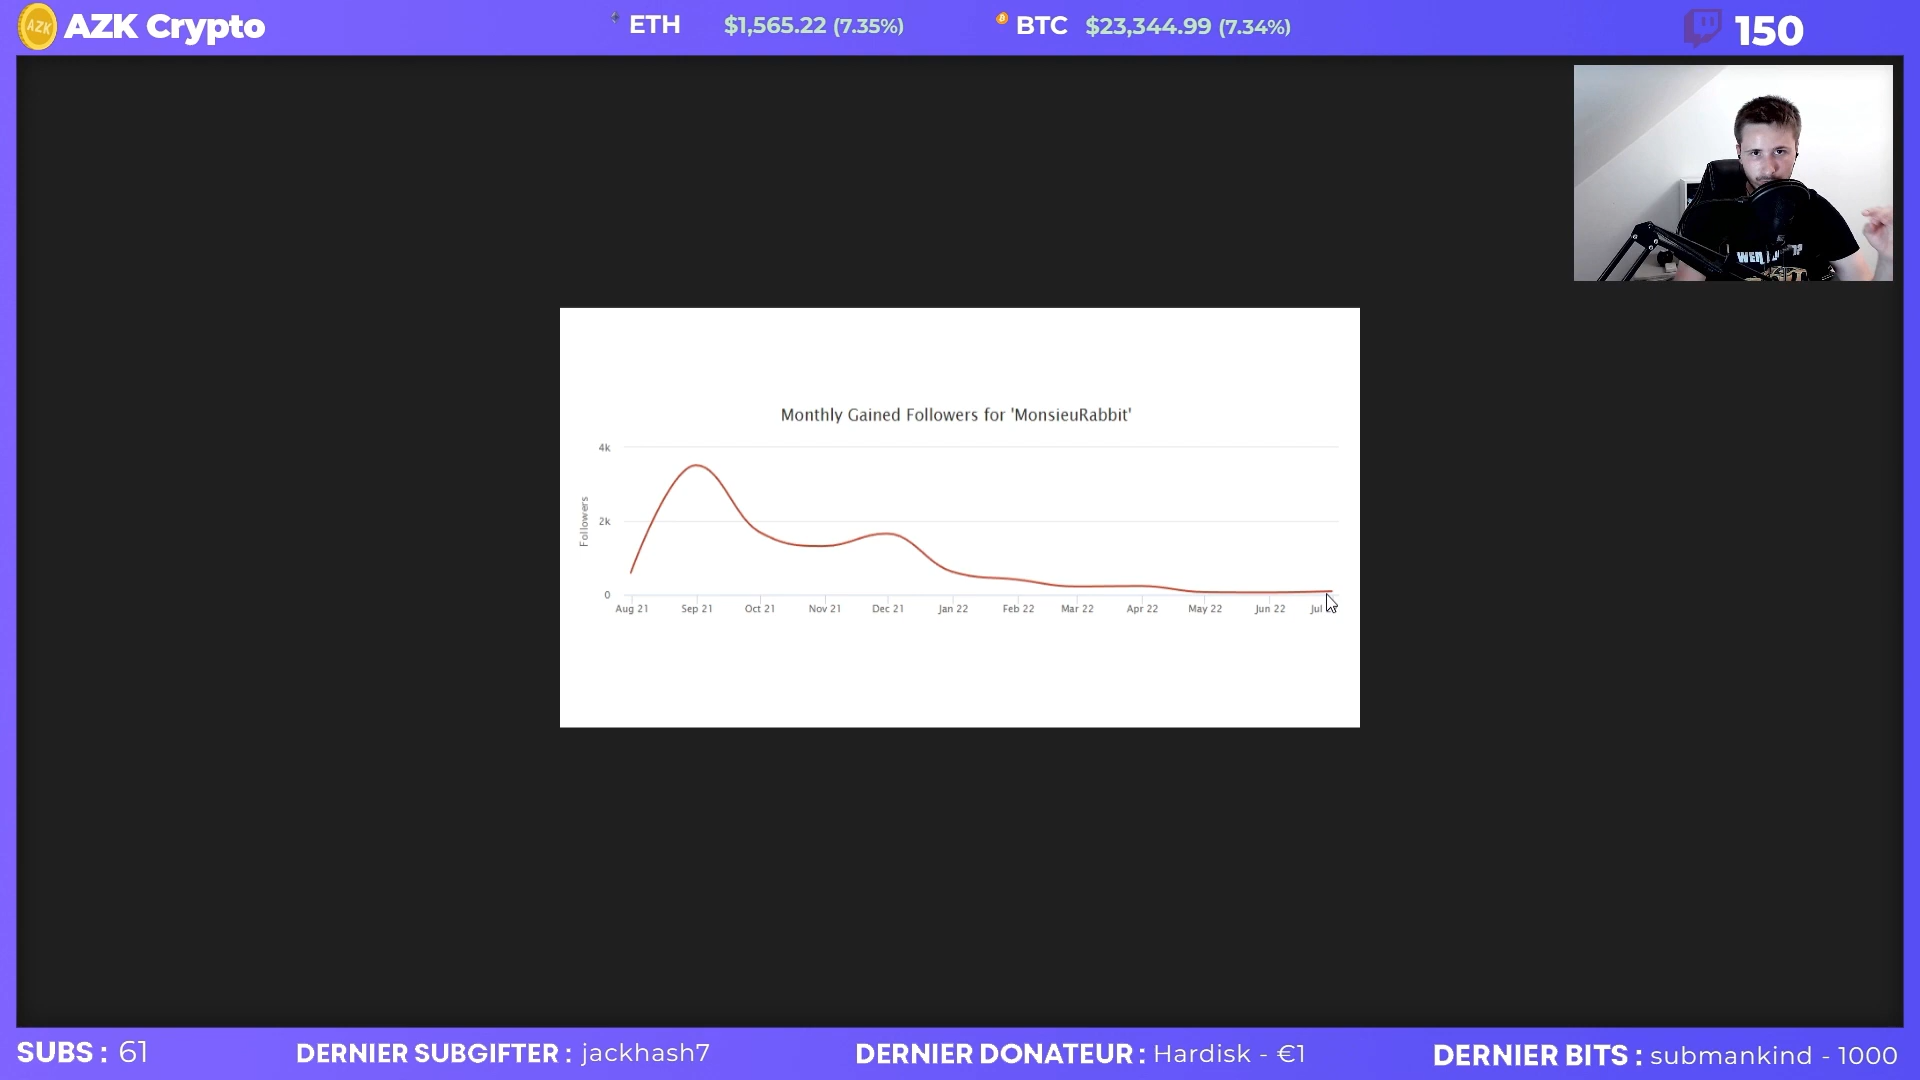 AZK
AZK Crypto
ETH $1,565.22 (7.35%)
BTC $23,344.99 (7.34%)
150
Monthly Gained Followers for 'MonsieuRabbit'
4k
2k
0
Followers
Aug 21 Sep 21 Oct 21 Nov 21 Dec 21 Jan 22 Feb 22 Mar 22 Apr 22 May 22 Jun 22 Jul
SUBS : 61
DERNIER SUBGIFTER : jackhash7
DERNIER DONATEUR : Hardisk - €1
DERNIER BITS : submankind - 1000